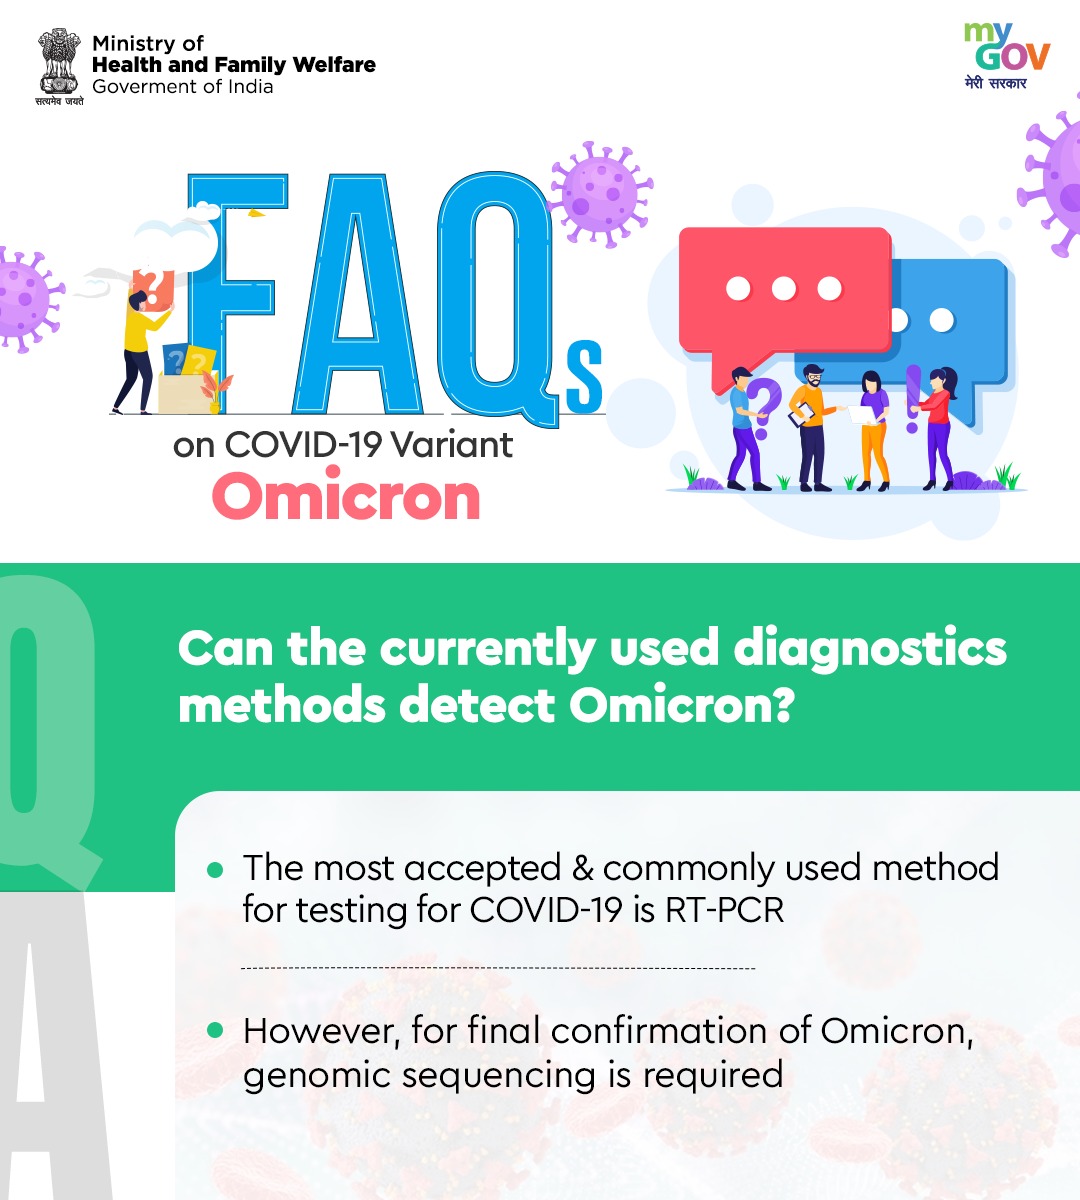 Ministry of
Health and Family Welfare
Goverment of India
सत्यमेव जयते
my
GOV
मेरी सरकार
FAQs
on COVID-19 Variant
Omicron
Q
Can the currently used diagnostics
methods detect Omicron?
A
The most accepted & commonly used method
for testing for COVID-19 is RT-PCR
However, for final confirmation of Omicron,
genomic sequencing is required